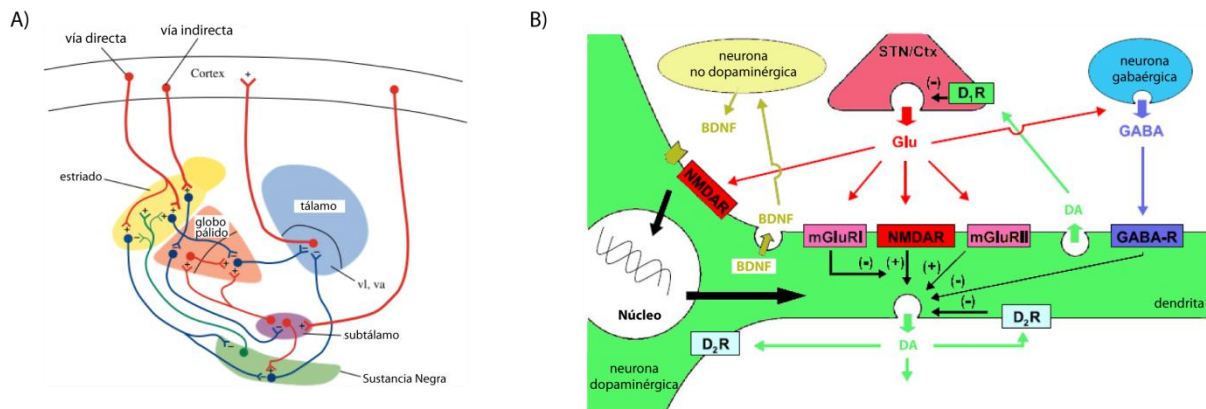 A)
vía directa
vía indirecta
Cortex
+
estriado
+
+
+
+
+
-
-
globo
pálido
+
+
tálamo
vl, va
+
-
subtálamo
-
+
-
Sustancia Negra
B)
neurona
no dopaminérgica
BDNF
STN/Ctx
(-)
D1R
Glu
neurona
gabaérgica
GABA
NMDAR
BDNF
DA
mGluRI
NMDAR
mGluRII
GABA-R
BDNF
(-)
(+)
(+)
(-)
(-)
dendrita
Núcleo
D2R
D2R
DA
neurona
dopaminérgica